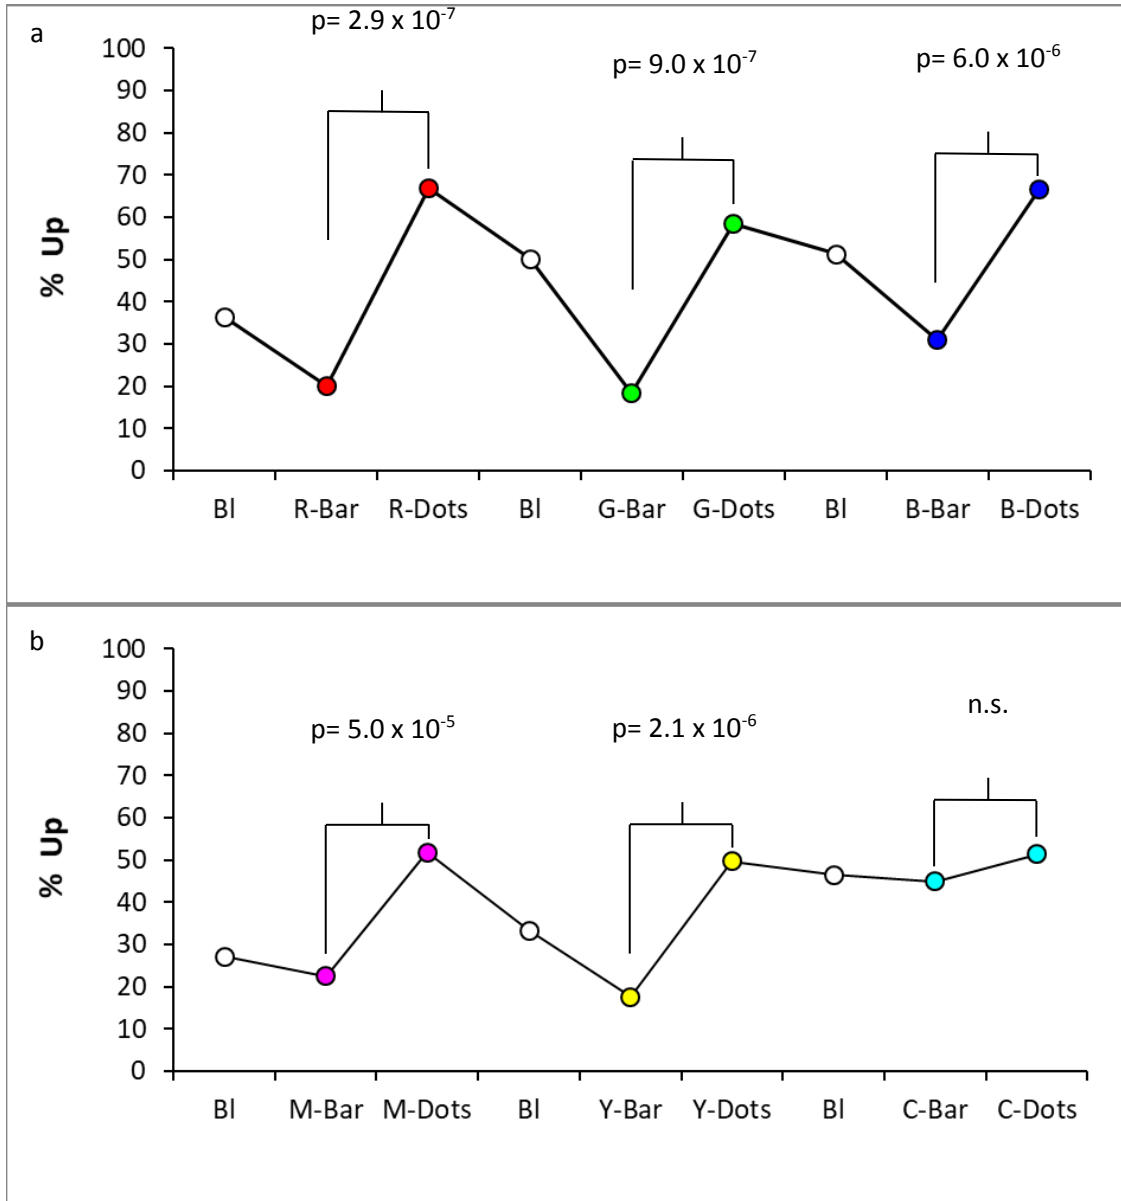 a
p= 2.9 x 10⁻⁷
p= 9.0 x 10⁻⁷
p= 6.0 x 10⁻⁶
100
90
80
70
60
50
40
30
20
10
0
% Up
Bl R-Bar R-Dots Bl G-Bar G-Dots Bl B-Bar B-Dots
b
p= 5.0 x 10⁻⁵
p= 2.1 x 10⁻⁶
n.s.
100
90
80
70
60
50
40
30
20
10
0
% Up
Bl M-Bar M-Dots Bl Y-Bar Y-Dots Bl C-Bar C-Dots